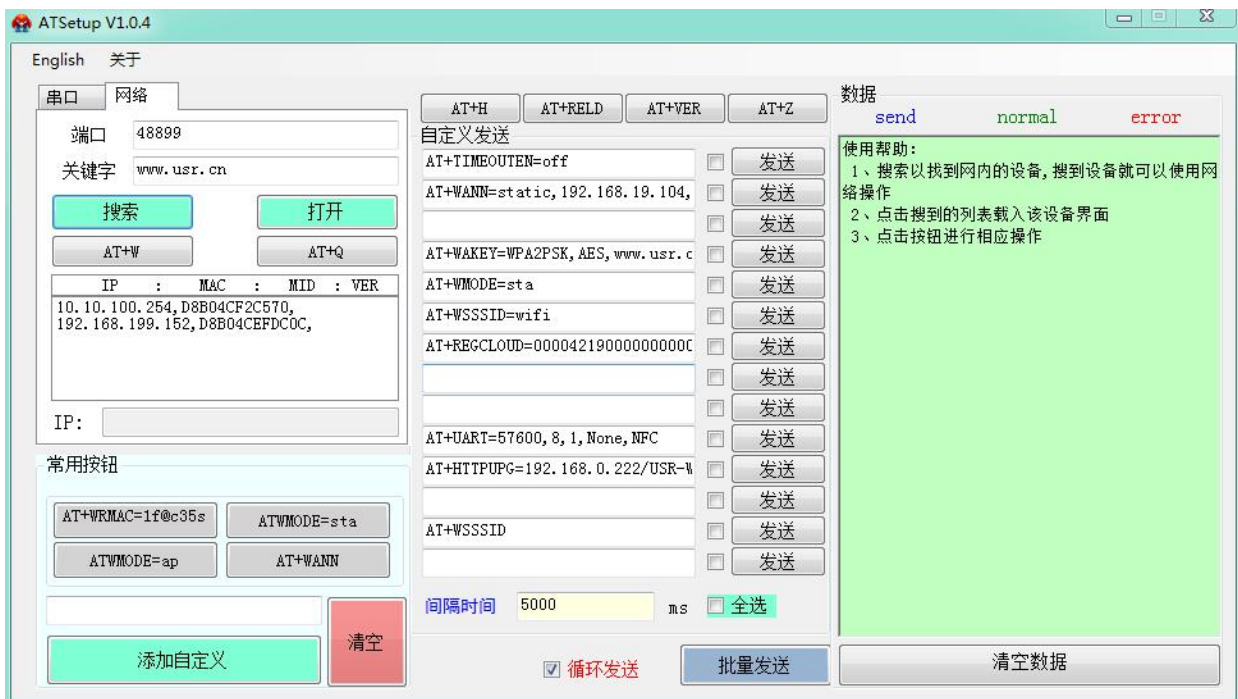 ATSetup V1.0.4
English 关于
串口 网络
端口 48899
关键字 www.usr.cn
搜索 打开
AT+W AT+Q
IP : MAC : MID : VER
10.10.100.254,D8B04CF2C570,
192.168.199.152,D8B04CEFDC0C,
IP:
常用按钮
AT+WRMAC=1f@c35s ATWMODE=sta
ATWMODE=ap AT+WANN
添加自定义
清空
AT+H AT+RELD AT+VER AT+Z
自定义发送
AT+TIMEOUTEN=off 发送
AT+WANN=static,192.168.19.104, 发送
发送
AT+WAKEY=WPA2PSK,AES,www.usr.c 发送
AT+WMODE=sta 发送
AT+WSSSID=wifi 发送
AT+REGCLOUD=00004219000000000000 发送
发送
发送
AT+UART=57600,8,1,None,NFC 发送
AT+HTTPUPG=192.168.0.222/USR-W 发送
发送
AT+WSSSID 发送
发送
间隔时间 5000 ms 全选
循环发送 批量发送
数据
send normal error
使用帮助:
1、搜索以找到网内的设备,搜到设备就可以使用网
络操作
2、点击搜到的列表载入该设备界面
3、点击按钮进行相应操作
清空数据